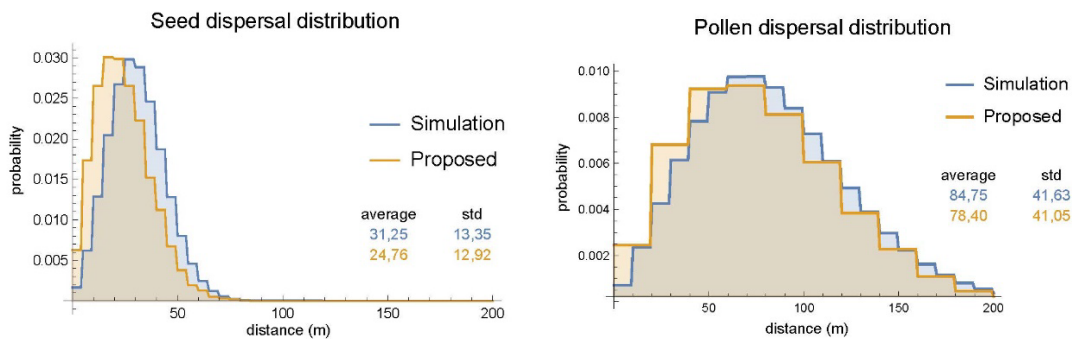 Seed dispersal distribution
0.030
0.025
0.020
0.015
0.010
0.005
probability
Simulation
Proposed
average std
31,25 13,35
24,76 12,92
50 100 150 200
distance (m)
Pollen dispersal distribution
0.010
0.008
0.006
0.004
0.002
probability
Simulation
Proposed
average std
84,75 41,63
78,40 41,05
50 100 150 200
distance (m)